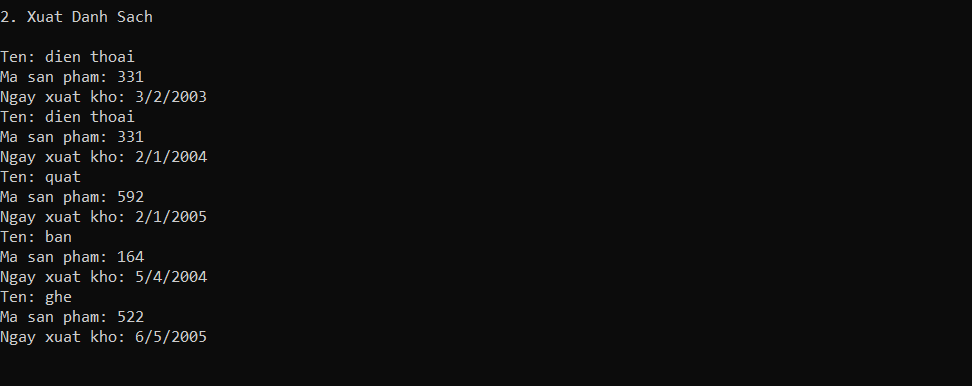 2. Xuat Danh Sach
Ten: dien thoai
Ma san pham: 331
Ngay xuat kho: 3/2/2003
Ten: dien thoai
Ma san pham: 331
Ngay xuat kho: 2/1/2004
Ten: quat
Ma san pham: 592
Ngay xuat kho: 2/1/2005
Ten: ban
Ma san pham: 164
Ngay xuat kho: 5/4/2004
Ten: ghe
Ma san pham: 522
Ngay xuat kho: 6/5/2005